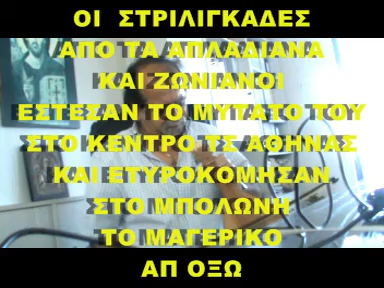 ΟΙ ΣΤΡΙΛΙΓΚΑΔΕΣ
ΑΠΟ ΤΑ ΑΠΛΑΔΙΑΝΑ
ΚΑΙ ΖΩΝΙΑΝΟΙ
ΕΣΤΕΣΑΝ ΤΟ ΜΥΤΑΤΟ ΤΟΥ
ΣΤΟ ΚΕΝΤΡΟ ΤΣ ΑΘΗΝΑΣ
ΚΑΙ ΕΤΥΡΟΚΟΜΗΣΑΝ
ΣΤΟ ΜΠΟΛΩΝΗ
ΤΟ ΜΑΓΕΡΙΚΟ
ΑΠ ΟΞΩ